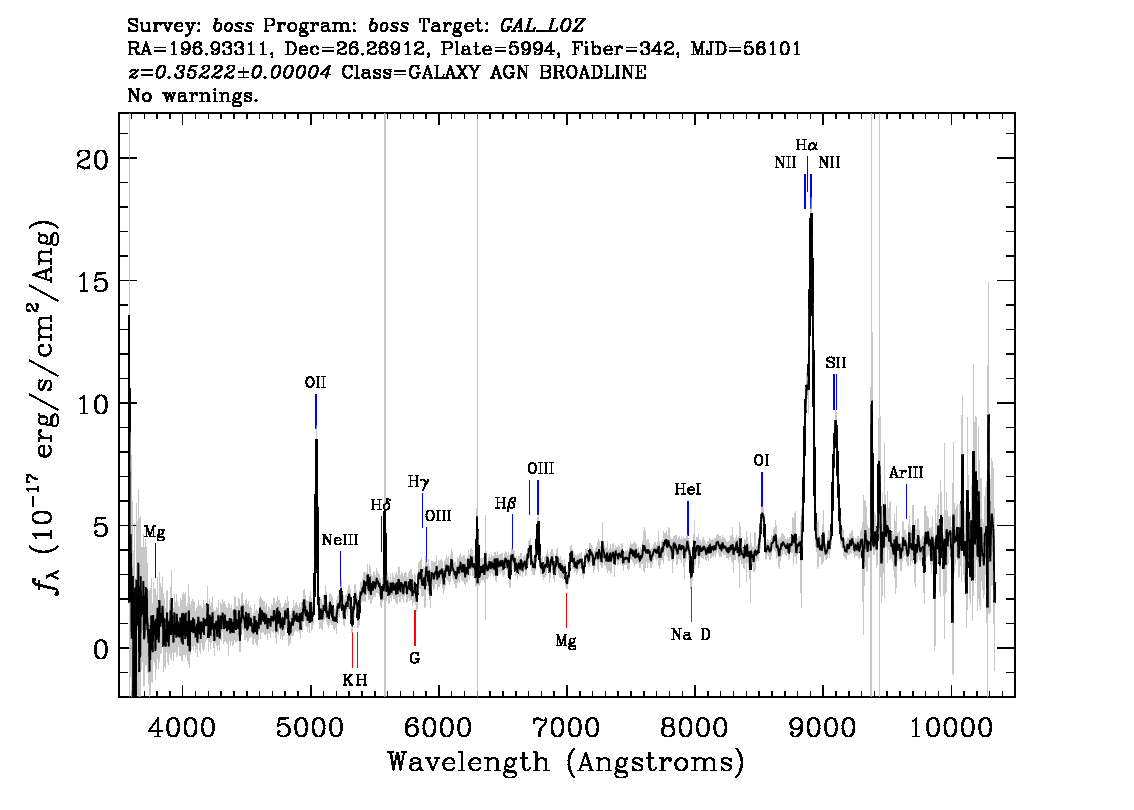 Survey: boss Program: boss Target: GAL_LOZ
RA=196.93311, Dec=26.26912, Plate=5994, Fiber=342, MJD=56101
z=0.35222±0.00004 Class=GALAXY AGN BROADLINE
No warnings.
Hα
NII NII
20
15
SII
OII
10
OIII
OI
ArIII
Hγ
HeI
Hδ
Hβ
OIII
5
Mg
NeIII
0
Na D
Mg
G
K H
f_λ (10⁻¹⁷ erg/s/cm²/Ang)
4000 5000 6000 7000 8000 9000 10000
Wavelength (Angstroms)